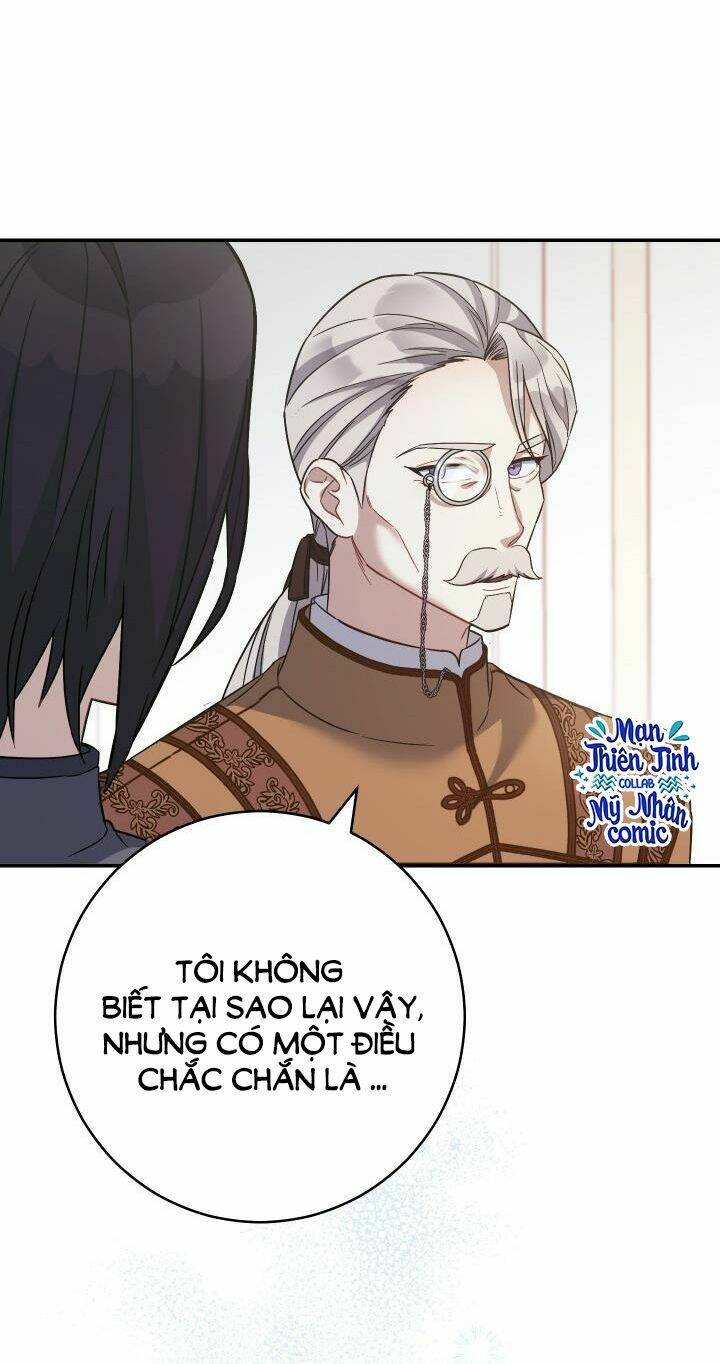 Mạn
Thiên Tình
COLLAB
Mỹ Nhân
comic
TÔI KHÔNG
BIẾT TẠI SAO LẠI VẬY,
NHƯNG CÓ MỘT ĐIỀU
CHẮC CHẮN LÀ ...